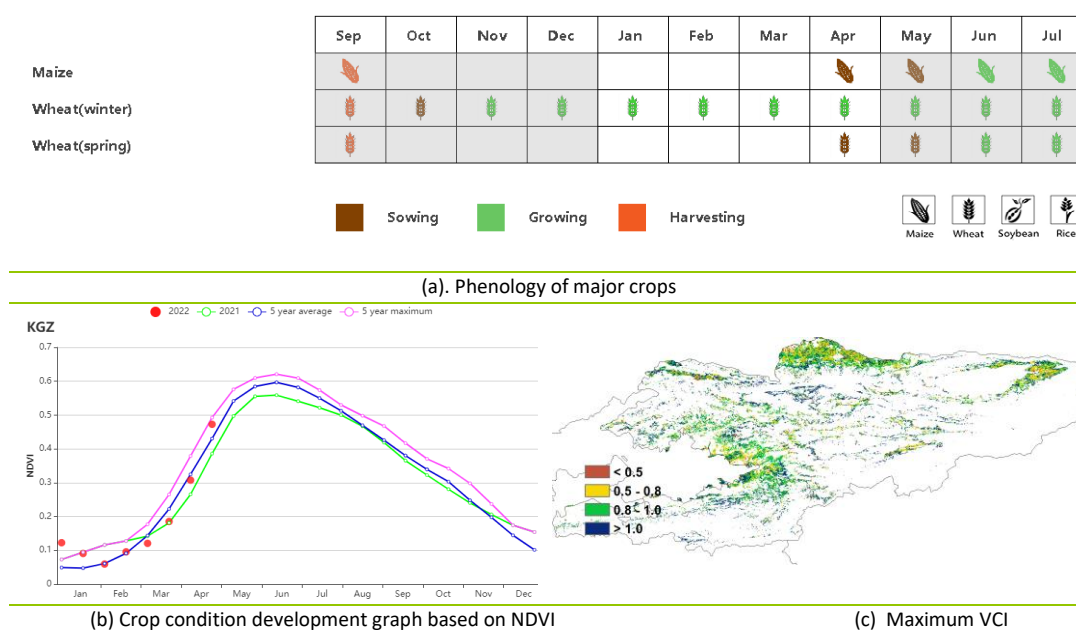 Sep Oct Nov Dec Jan Feb Mar Apr May Jun Jul
Maize
Wheat(winter)
Wheat(spring)
Sowing Growing Harvesting
Maize Wheat Soybean Rice
(a). Phenology of major crops
2022 2021 5 year average 5 year maximum
KGZ
0.7
0.6
0.5
0.4
0.3
0.2
0.1
0
NDVI
Jan Feb Mar Apr May Jun Jul Aug Sep Oct Nov Dec
< 0.5
0.5 - 0.8
0.8 - 1.0
> 1.0
(b) Crop condition development graph based on NDVI (c) Maximum VCI